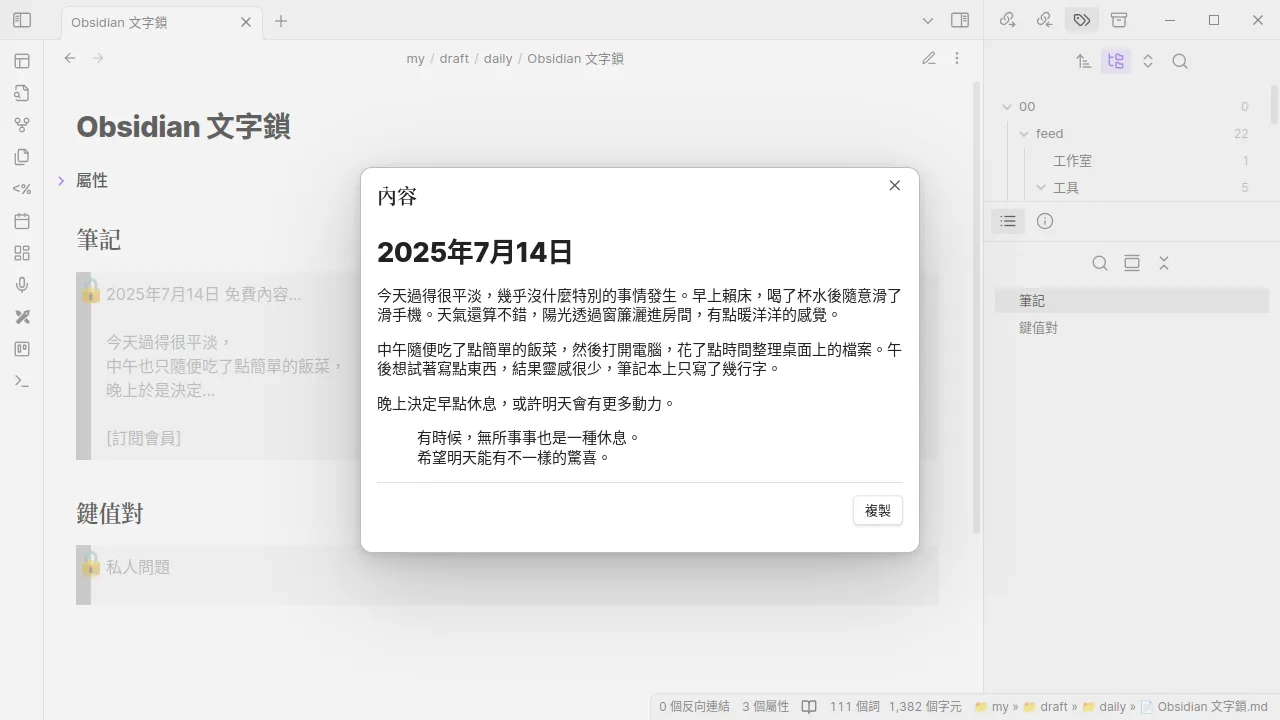 Obsidian 文字鎖
my / draft / daily / Obsidian 文字鎖
Obsidian 文字鎖
屬性
筆記
2025年7月14日 免費內容...
今天過得很平淡，
中午也只隨便吃了點簡單的飯菜，
晚上於是決定...
[訂閱會員]
鍵值對
私人問題
內容
2025年7月14日
今天過得很平淡，幾乎沒什麼特別的事情發生。早上賴床，喝了杯水後隨意滑了
滑手機。天氣還算不錯，陽光透過窗簾灑進房間，有點暖洋洋的感覺。
中午隨便吃了點簡單的飯菜，然後打開電腦，花了點時間整理桌面上的檔案。午
後想試著寫點東西，結果靈感很少，筆記本上只寫了幾行字。
晚上決定早點休息，或許明天會有更多動力。
有時候，無所事事也是一種休息。
希望明天能有不一樣的驚喜。
複製
<%
00 0
feed 22
工作室 1
工具 5
筆記
鍵值對
0 個反向連結 3 個屬性 111 個詞 1,382 個字元 📁 my » 📁 draft » 📁 daily » 📄 Obsidian 文字鎖.md